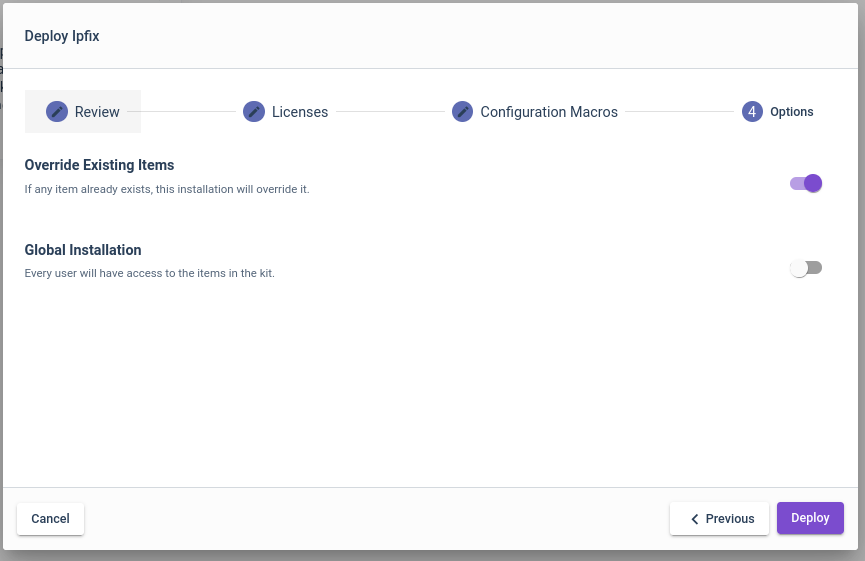 Deploy Ipfix
Review
Licenses
Configuration Macros
4 Options
Override Existing Items
If any item already exists, this installation will override it.
Global Installation
Every user will have access to the items in the kit.
Cancel
Previous
Deploy